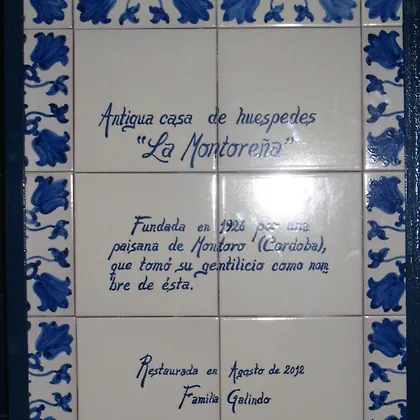 Antigua casa de huespedes
"La Montoreña"
Fundada en 1926 por una
paisana de Montoro (Cordoba),
que tomó su gentilicio como nom
bre de ésta.
Restaurada en Agosto de 2012
Familia Galindo